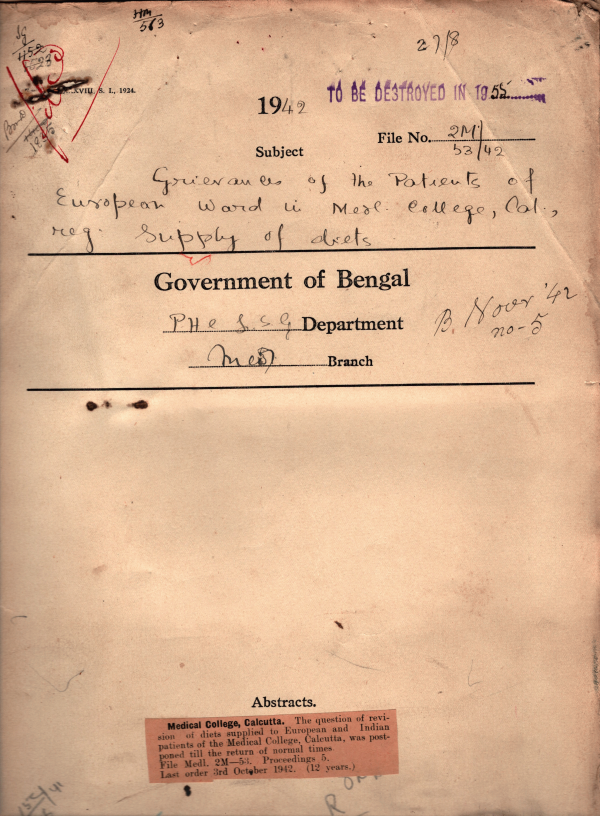 HM
563
27/8
XVIII. S. I., 1924.
1942
TO BE DESTROYED IN 1955
File No. 2M/
53/42
Subject
Grievances of the Patients of
European Ward in Medl. College, Cal.,
reg. Supply of diets
Government of Bengal
PH & L.S.G Department
Medl Branch
B. Novr '42
no-5
Abstracts.
Medical College, Calcutta. The question of revi-
sion of diets supplied to European and Indian
patients of the Medical College, Calcutta, was post-
poned till the return of normal times.
File Medl. 2M—53. Proceedings 5.
Last order 3rd October 1942. (12 years.)